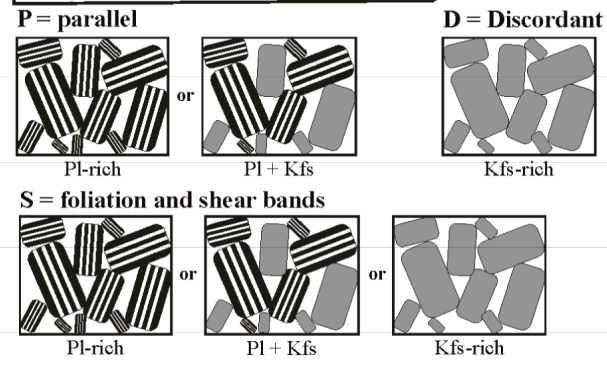 P = parallel
D = Discordant
or
Pl-rich
Pl + Kfs
Kfs-rich
S = foliation and shear bands
or
or
Pl-rich
Pl + Kfs
Kfs-rich